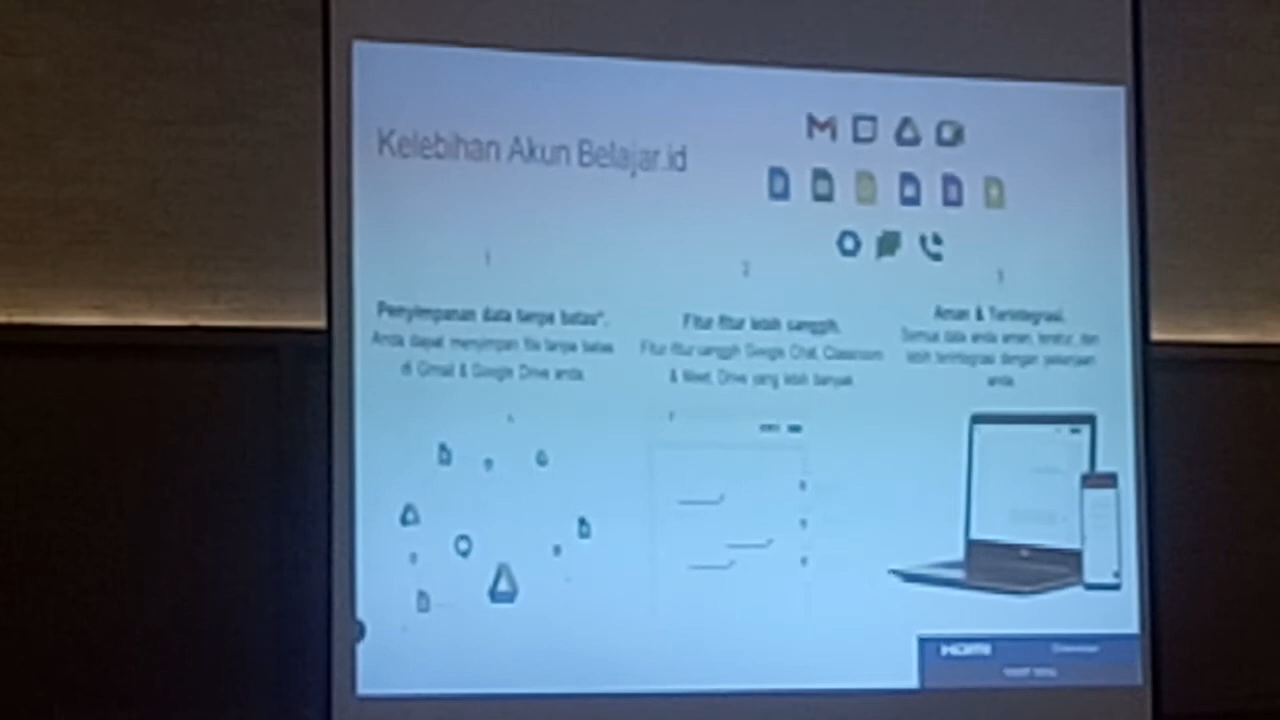 Kelebihan Akun Belajar.id
1
2
3
Penyimpanan data tanpa batas*.
Anda dapat menyimpan file tanpa batas
di Gmail & Google Drive anda.
Fitur-fitur lebih canggih.
Fitur-fitur canggih Google Chat, Classroom
& Meet, Drive yang lebih banyak.
Aman & Terintegrasi.
Semua data anda aman, teratur, dan
lebih terintegrasi dengan pekerjaan
anda.
HDMI